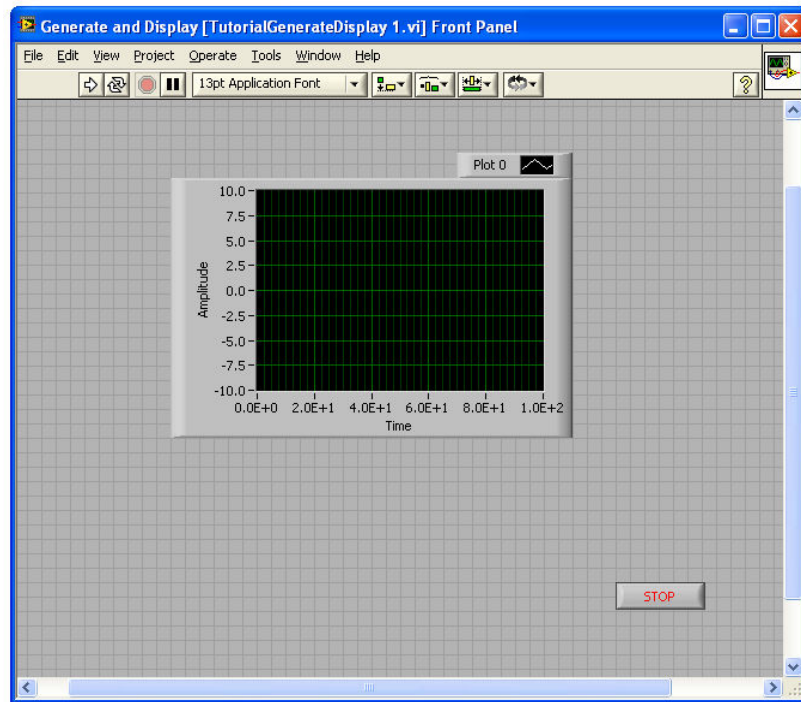 Generate and Display [TutorialGenerateDisplay 1.vi] Front Panel
File Edit View Project Operate Tools Window Help
13pt Application Font
?
Plot 0
10.0
7.5
5.0
2.5
0.0
-2.5
-5.0
-7.5
-10.0
Amplitude
0.0E+0 2.0E+1 4.0E+1 6.0E+1 8.0E+1 1.0E+2
Time
STOP